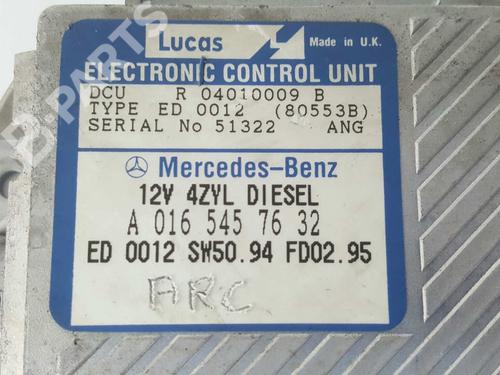 Lucas
Made in U.K.
ELECTRONIC CONTROL UNIT
DCU R 04010009 B
TYPE ED 0012 (80553B)
SERIAL No 51322 ANG
Mercedes-Benz
12V 4ZYL DIESEL
A 016 545 76 32
ED 0012 SW50.94 FD02.95
ARC
B-PARTS